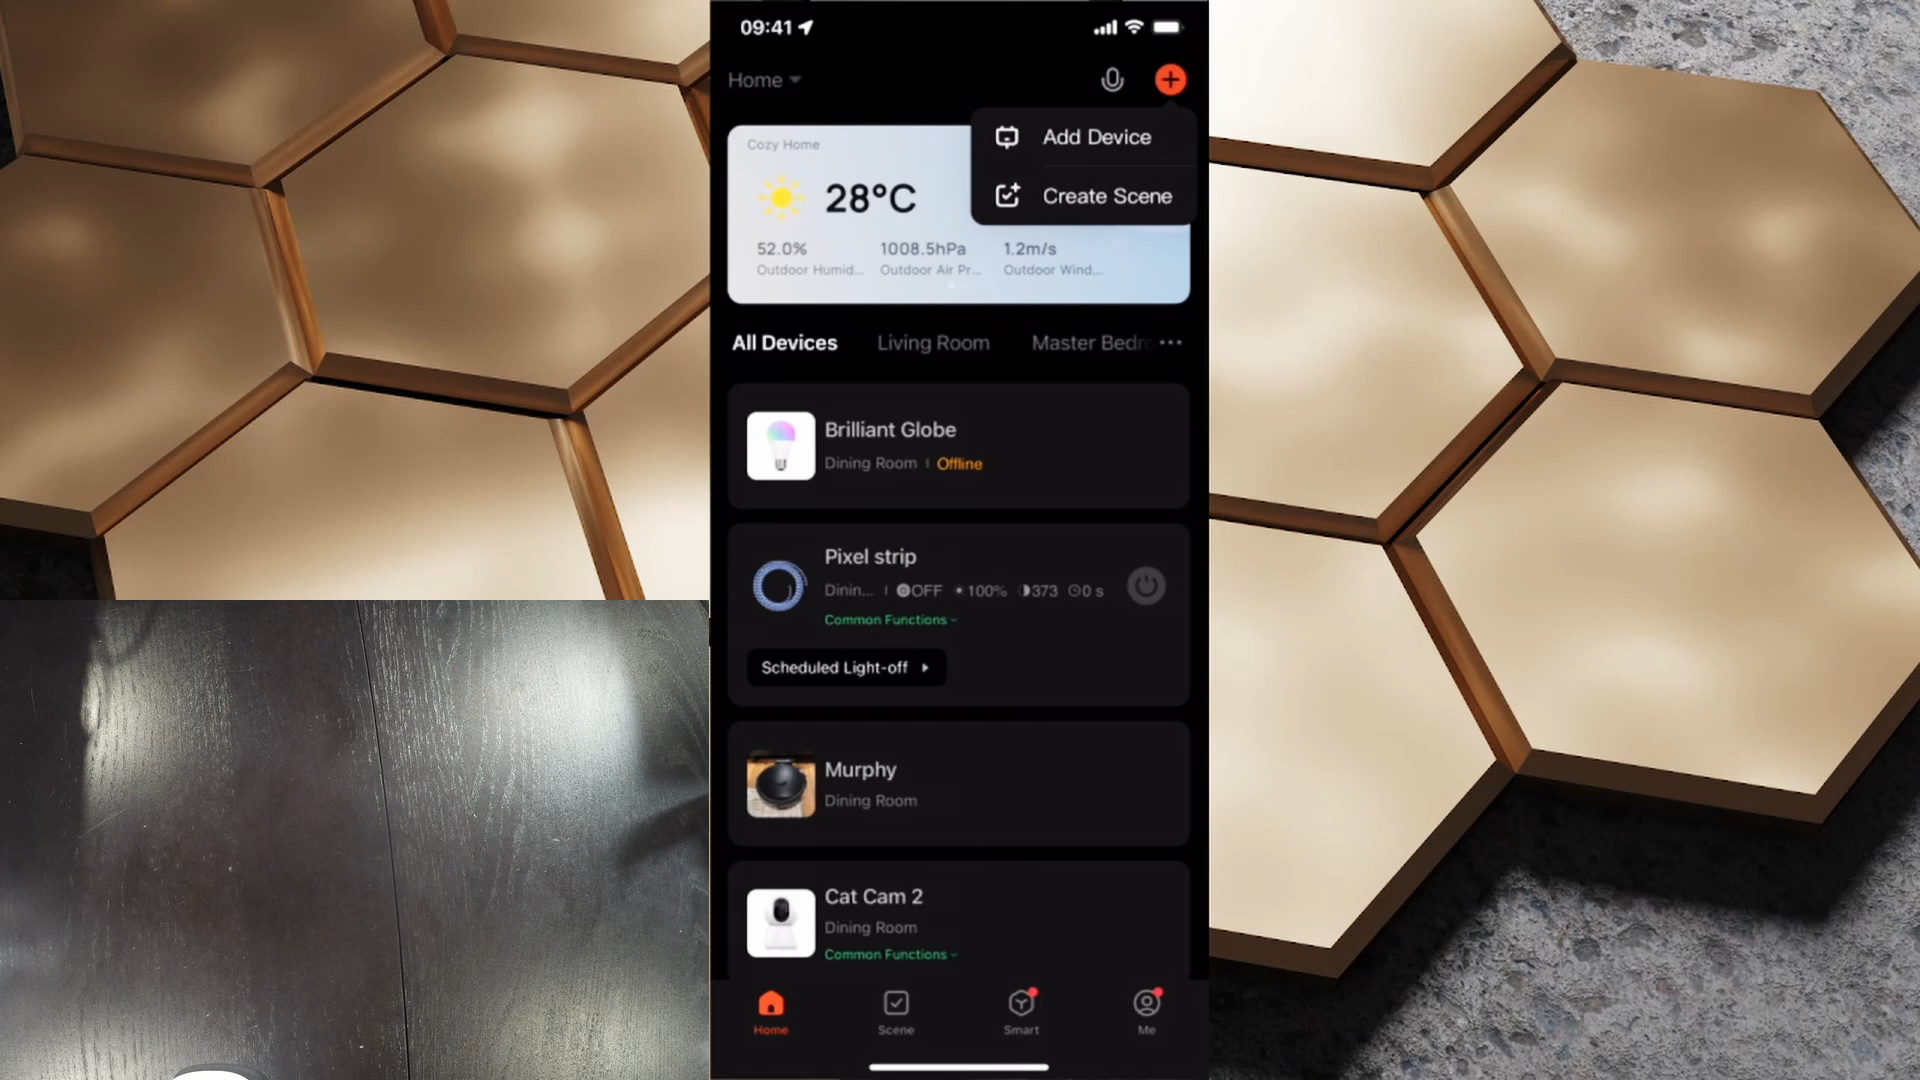 09:41
Home
Add Device
Create Scene
Cozy Home
28°C
52.0%
1008.5hPa
1.2m/s
Outdoor Humid...
Outdoor Air Pr...
Outdoor Wind...
All Devices
Living Room
Master Bedro
Brilliant Globe
Dining Room | Offline
Pixel strip
Dinin... | OFF 100% 373 0 s
Common Functions
Scheduled Light-off
Murphy
Dining Room
Cat Cam 2
Dining Room
Common Functions
Home
Scene
Smart
Me